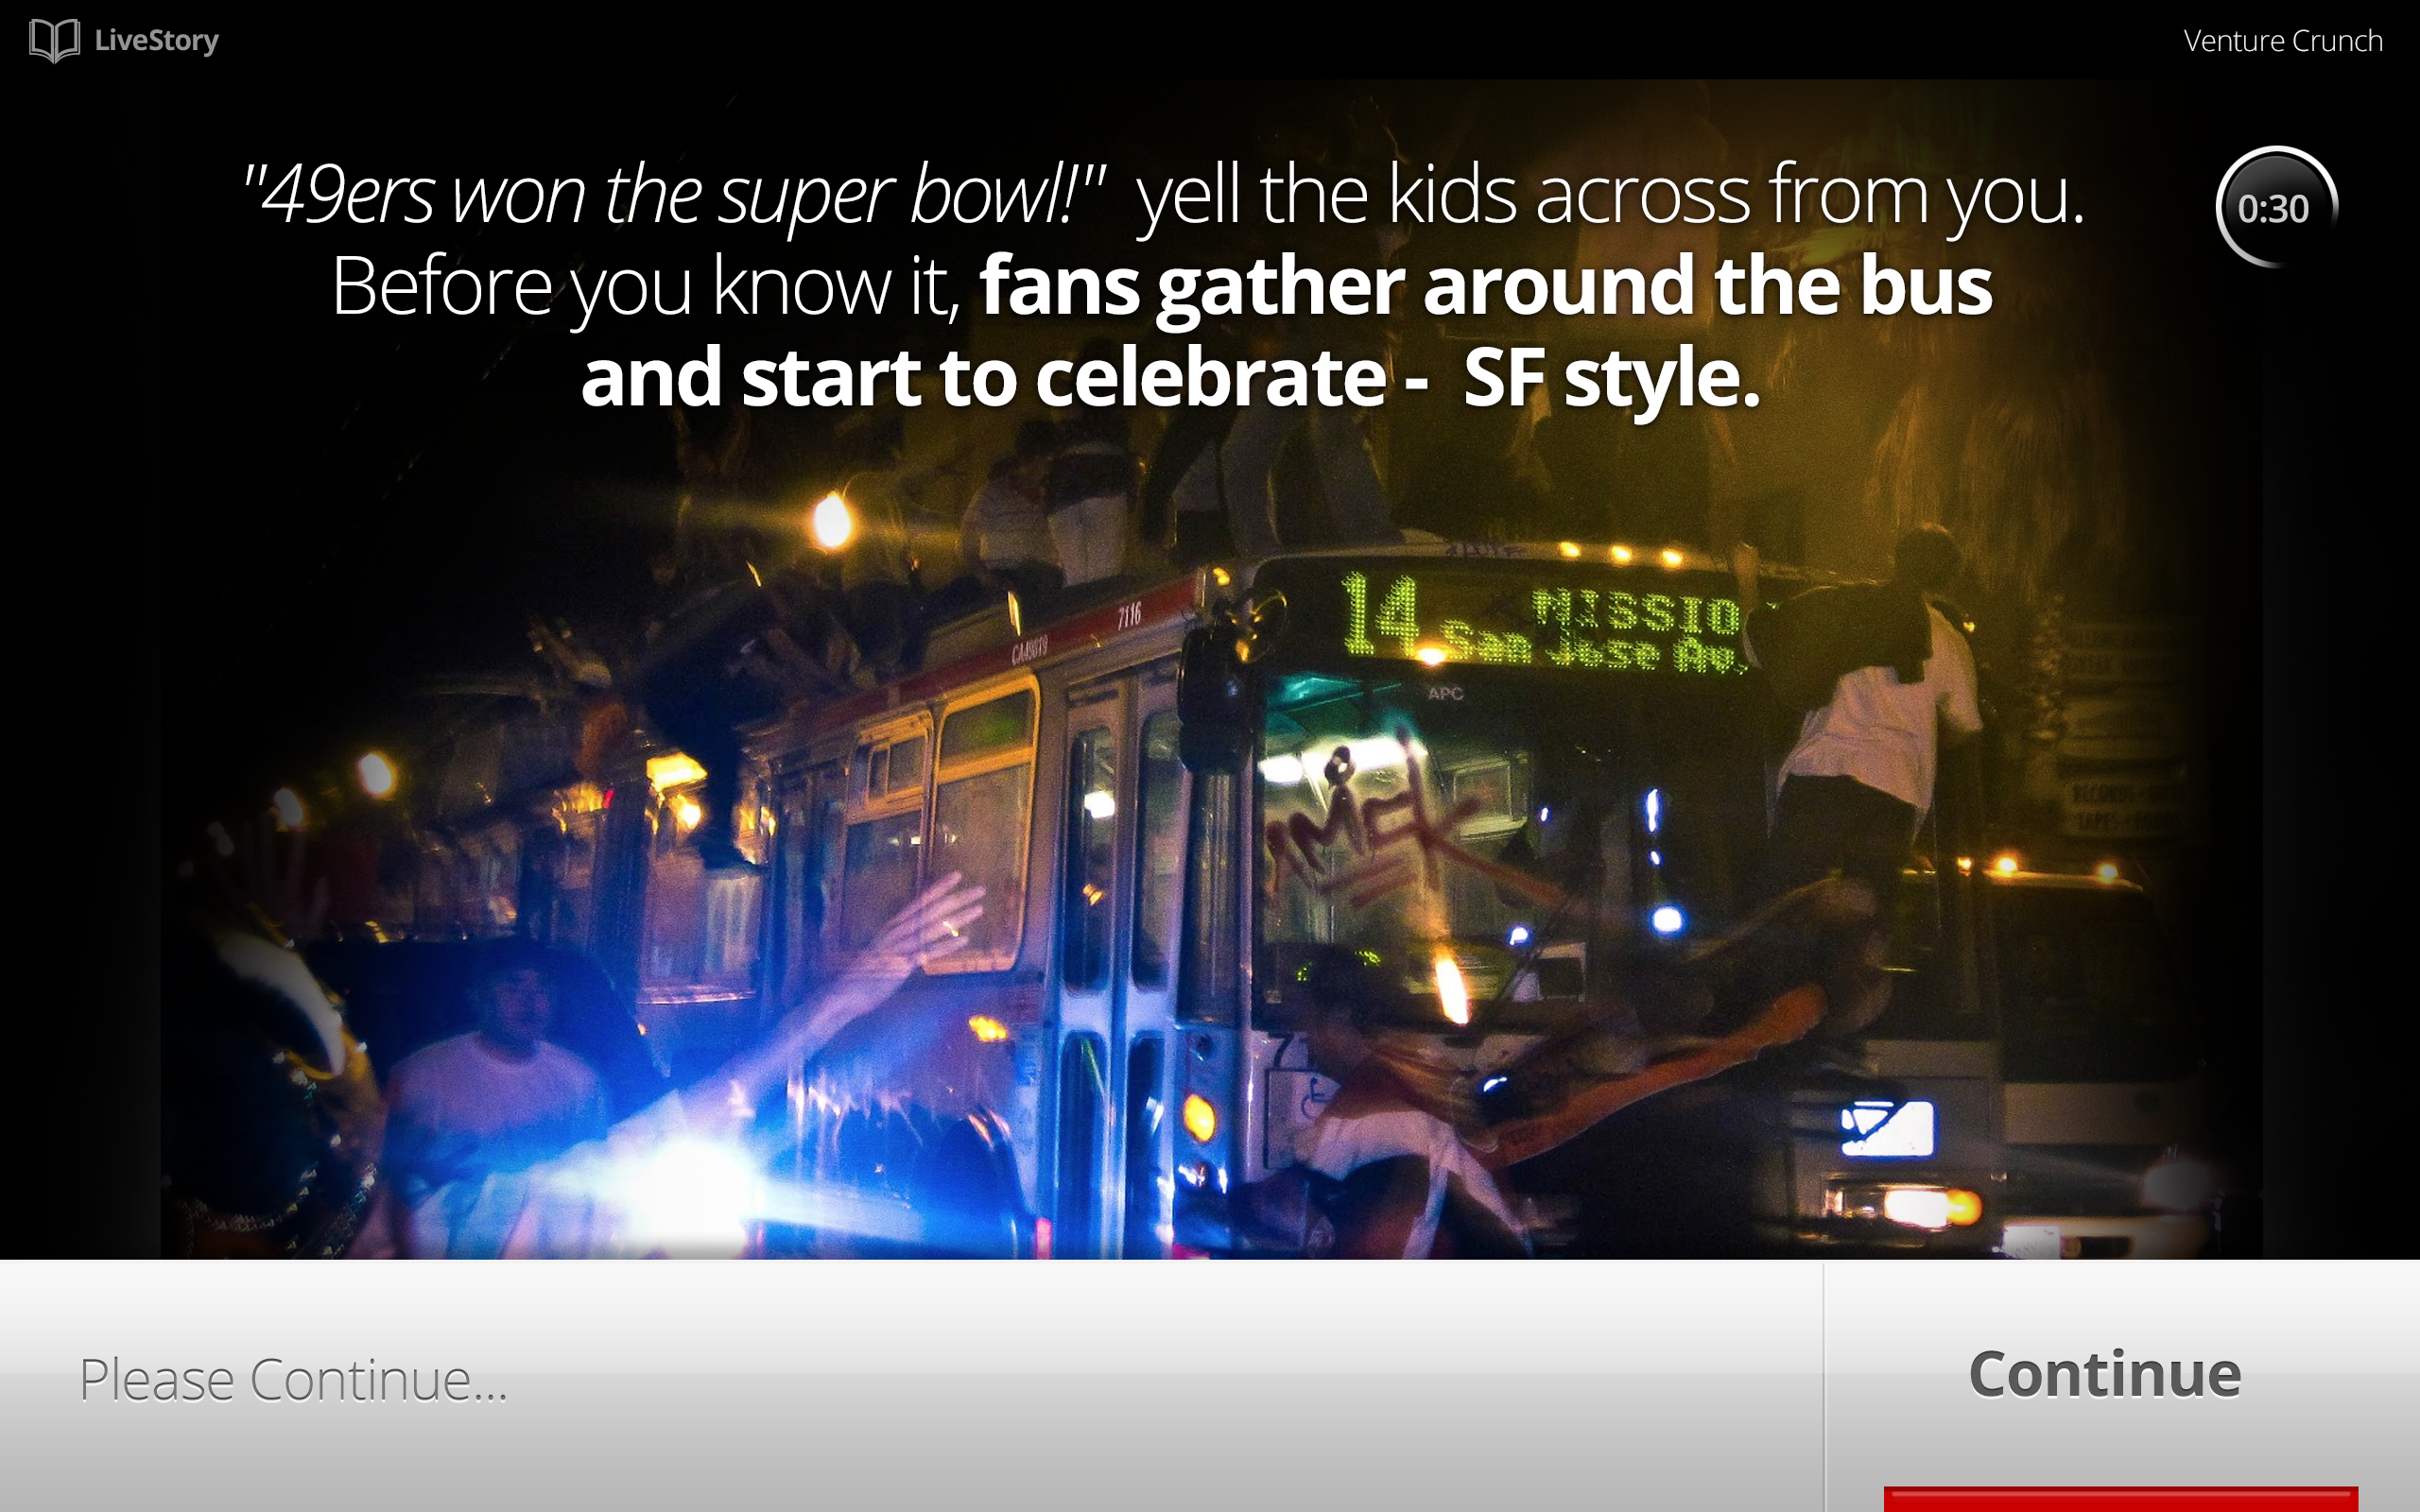 LiveStory
Venture Crunch
"49ers won the super bowl!" yell the kids across from you.
0:30
Before you know it, fans gather around the bus
and start to celebrate - SF style.
7116
14 MISSIO
San Jose Av.
APC
Please Continue...
Continue